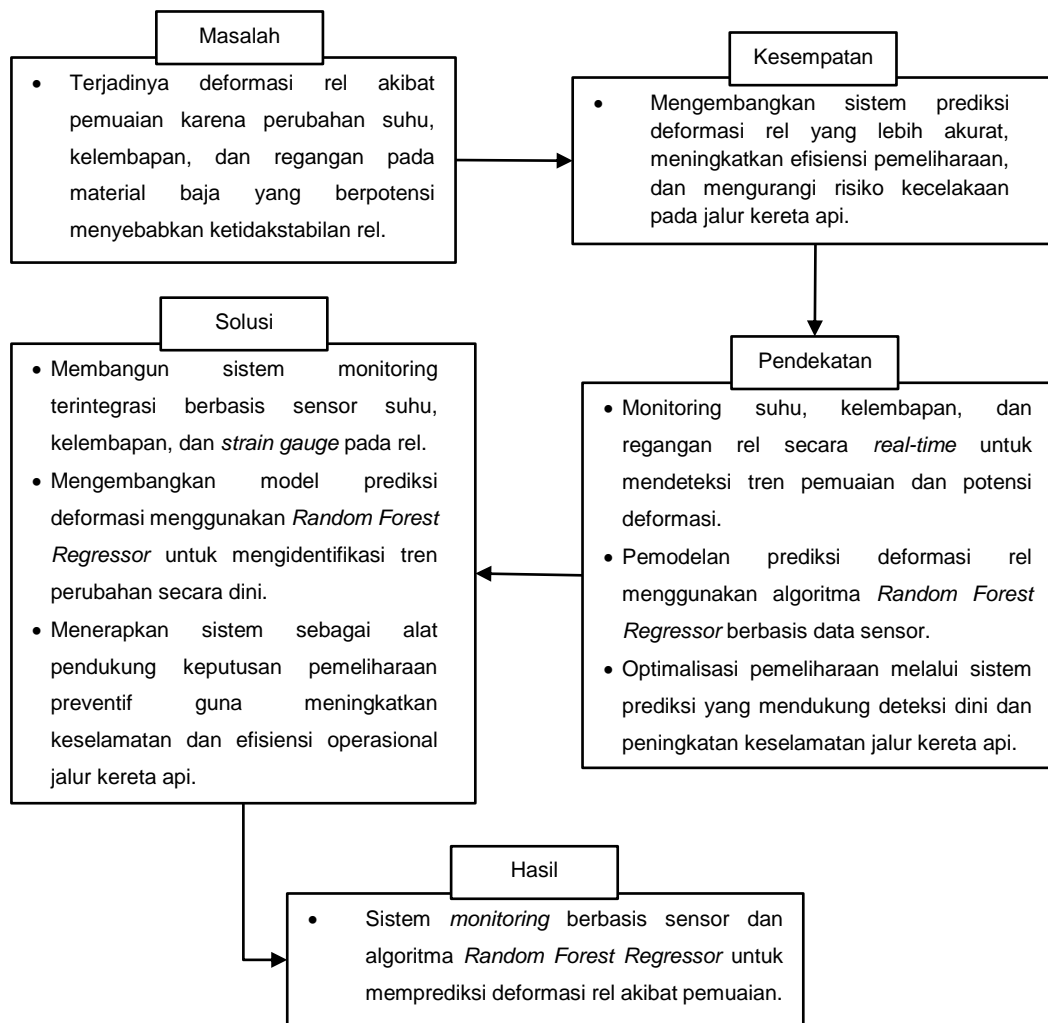 Masalah
• Terjadinya deformasi rel akibat
pemuaian karena perubahan suhu,
kelembapan, dan regangan pada
material baja yang berpotensi
menyebabkan ketidakstabilan rel.
Kesempatan
• Mengembangkan sistem prediksi
deformasi rel yang lebih akurat,
meningkatkan efisiensi pemeliharaan,
dan mengurangi risiko kecelakaan
pada jalur kereta api.
Pendekatan
• Monitoring suhu, kelembapan, dan
regangan rel secara real-time untuk
mendeteksi tren pemuaian dan potensi
deformasi.
• Pemodelan prediksi deformasi rel
menggunakan algoritma Random Forest
Regressor berbasis data sensor.
• Optimalisasi pemeliharaan melalui sistem
prediksi yang mendukung deteksi dini dan
peningkatan keselamatan jalur kereta api.
Solusi
• Membangun sistem monitoring
terintegrasi berbasis sensor suhu,
kelembapan, dan strain gauge pada rel.
• Mengembangkan model prediksi
deformasi menggunakan Random Forest
Regressor untuk mengidentifikasi tren
perubahan secara dini.
• Menerapkan sistem sebagai alat
pendukung keputusan pemeliharaan
preventif guna meningkatkan
keselamatan dan efisiensi operasional
jalur kereta api.
Hasil
• Sistem monitoring berbasis sensor dan
algoritma Random Forest Regressor untuk
memprediksi deformasi rel akibat pemuaian.